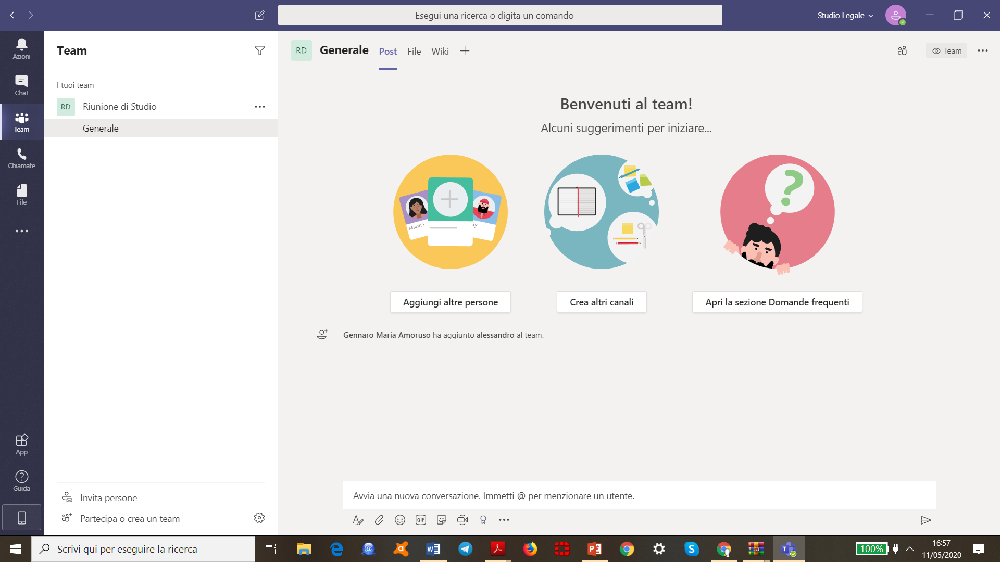 Esegui una ricerca o digita un comando
Studio Legale
Azioni
Chat
Team
Chiamate
File
App
Guida
Team
I tuoi team
RD
Riunione di Studio
Generale
Invita persone
Partecipa o crea un team
RD
Generale
Post
File
Wiki
Team
Benvenuti al team!
Alcuni suggerimenti per iniziare...
Maxine
ky
Aggiungi altre persone
Crea altri canali
Apri la sezione Domande frequenti
Gennaro Maria Amoruso ha aggiunto alessandro al team.
Avvia una nuova conversazione. Immetti @ per menzionare un utente.
GIF
Scrivi qui per eseguire la ricerca
100%
16:57
11/05/2020